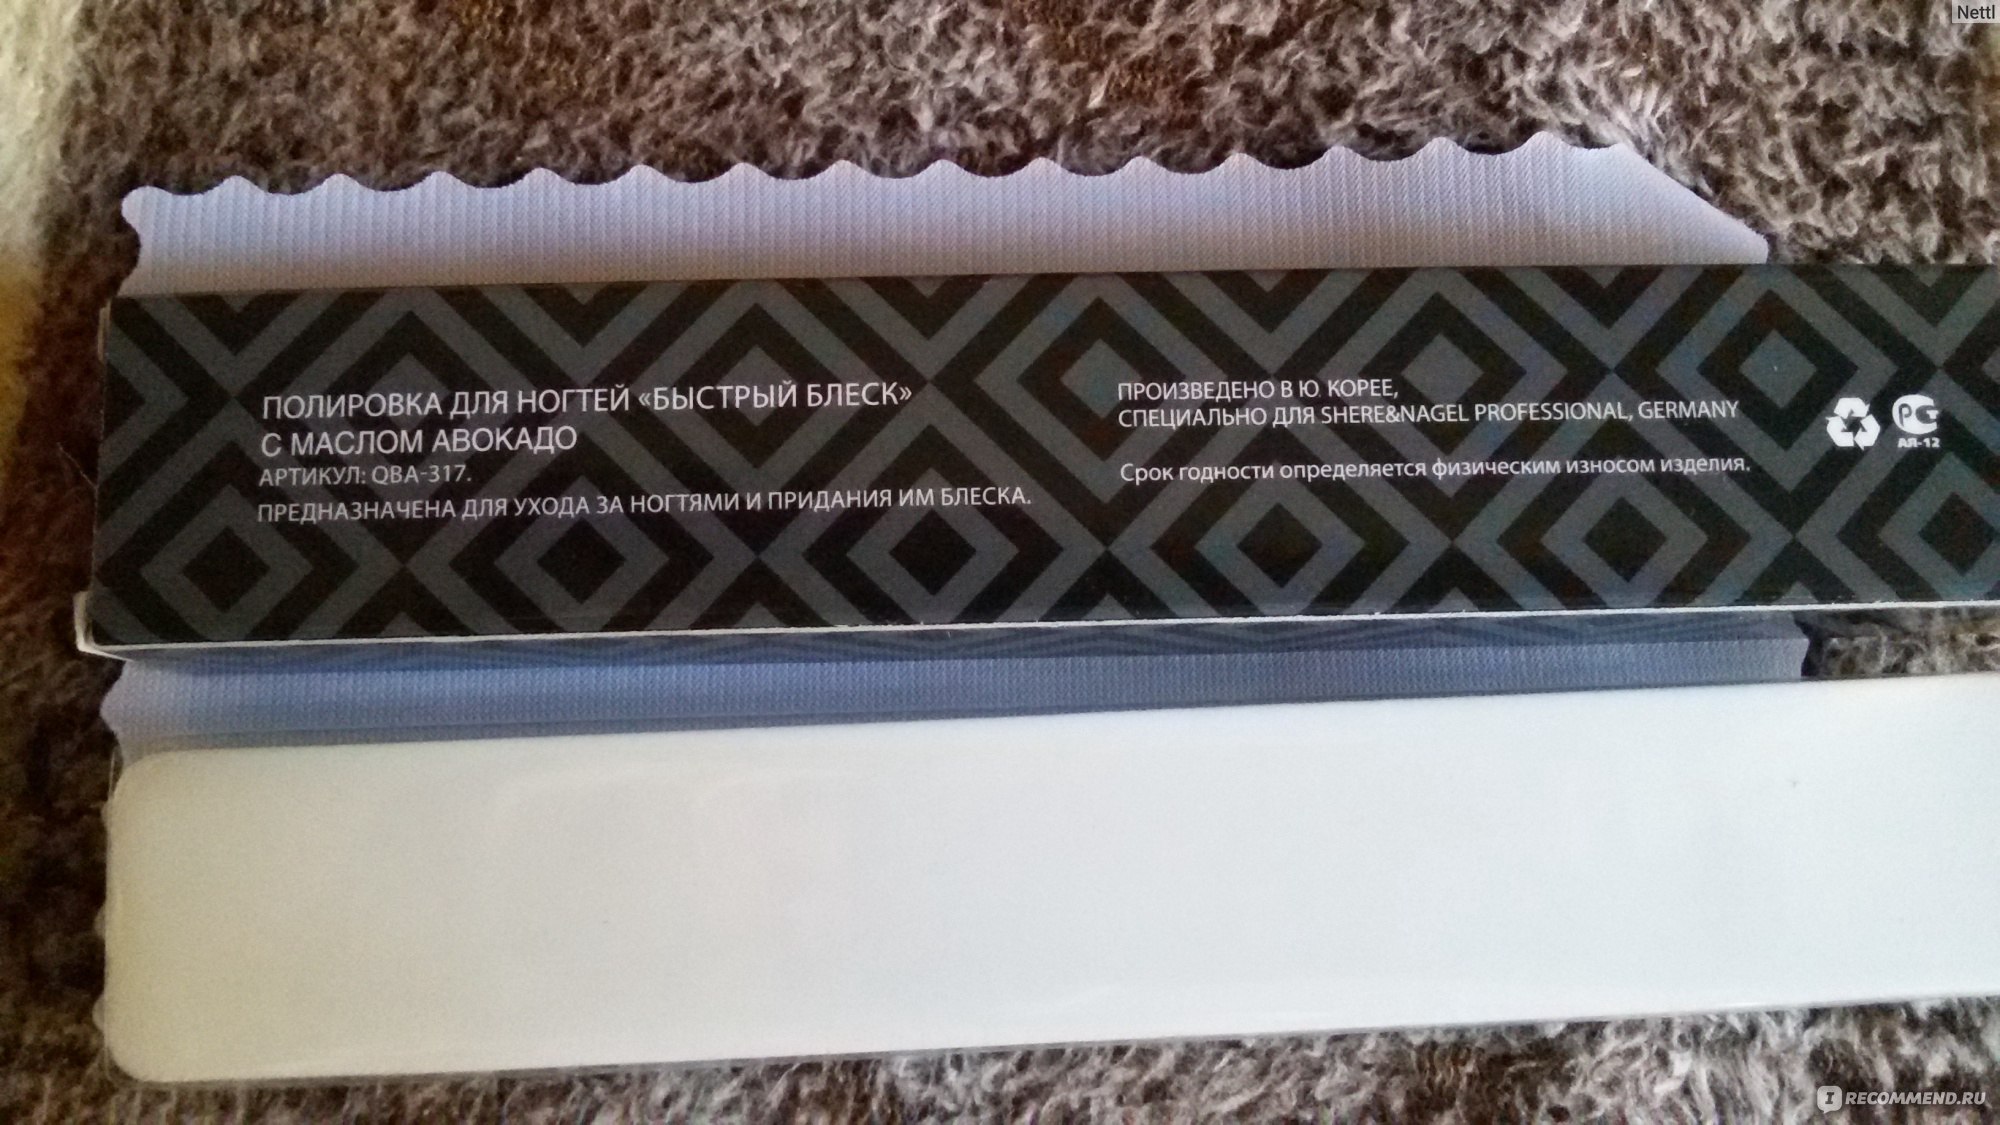 Nettl
ПОЛИРОВКА ДЛЯ НОГТЕЙ «БЫСТРЫЙ БЛЕСК»
С МАСЛОМ АВОКАДО
АРТИКУЛ: QBA-317.
ПРЕДНАЗНАЧЕНА ДЛЯ УХОДА ЗА НОГТЯМИ И ПРИДАНИЯ ИМ БЛЕСКА.
ПРОИЗВЕДЕНО В Ю. КОРЕЕ,
СПЕЦИАЛЬНО ДЛЯ SHERE&NAGEL PROFESSIONAL, GERMANY
Срок годности определяется физическим износом изделия.
АЯ-12
IRECOMMEND.RU